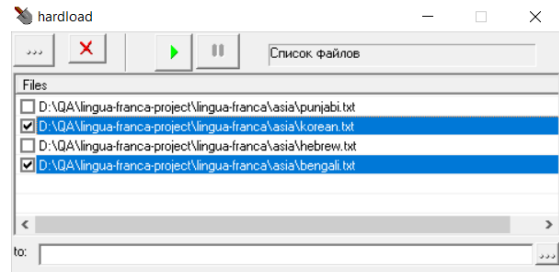 hardload
... Список файлов
Files
D:\QA\lingua-franca-project\lingua-franca\asia\punjabi.txt
D:\QA\lingua-franca-project\lingua-franca\asia\korean.txt
D:\QA\lingua-franca-project\lingua-franca\asia\hebrew.txt
D:\QA\lingua-franca-project\lingua-franca\asia\bengali.txt
to: ...